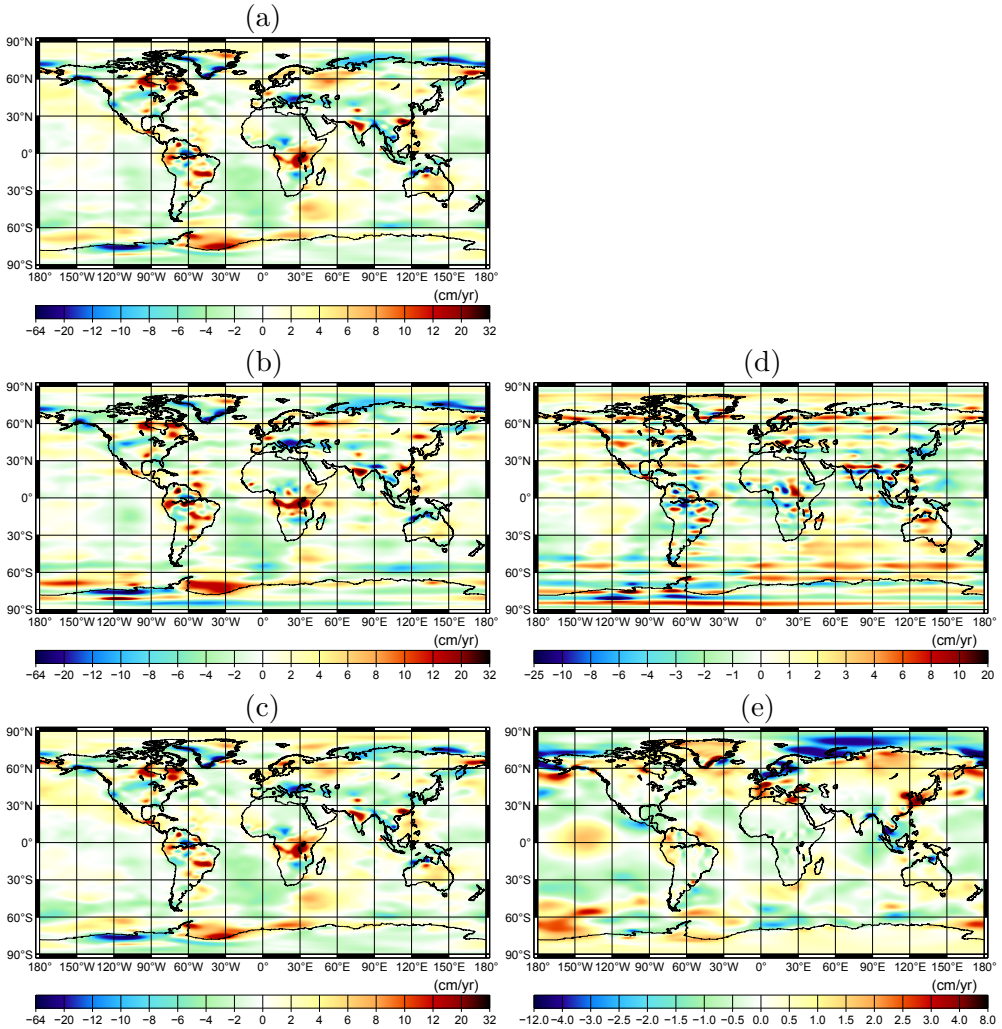 (a)
90°N
60°N
30°N
0°
30°S
60°S
90°S
180° 150°W 120°W 90°W 60°W 30°W 0° 30°E 60°E 90°E 120°E 150°E 180°
(cm/yr)
−64 −20 −12 −10 −8 −6 −4 −2 0 2 4 6 8 10 12 20 32
(b)
90°N
60°N
30°N
0°
30°S
60°S
90°S
180° 150°W 120°W 90°W 60°W 30°W 0° 30°E 60°E 90°E 120°E 150°E 180°
(cm/yr)
−64 −20 −12 −10 −8 −6 −4 −2 0 2 4 6 8 10 12 20 32
(d)
90°N
60°N
30°N
0°
30°S
60°S
90°S
180° 150°W 120°W 90°W 60°W 30°W 0° 30°E 60°E 90°E 120°E 150°E 180°
(cm/yr)
−25 −10 −8 −6 −4 −3 −2 −1 0 1 2 3 4 6 8 10 20
(c)
90°N
60°N
30°N
0°
30°S
60°S
90°S
180° 150°W 120°W 90°W 60°W 30°W 0° 30°E 60°E 90°E 120°E 150°E 180°
(cm/yr)
−64 −20 −12 −10 −8 −6 −4 −2 0 2 4 6 8 10 12 20 32
(e)
90°N
60°N
30°N
0°
30°S
60°S
90°S
180° 150°W 120°W 90°W 60°W 30°W 0° 30°E 60°E 90°E 120°E 150°E 180°
(cm/yr)
−12.0 −4.0 −3.0 −2.5 −2.0 −1.5 −1.0 −0.5 0.0 0.5 1.0 1.5 2.0 2.5 3.0 4.0 8.0